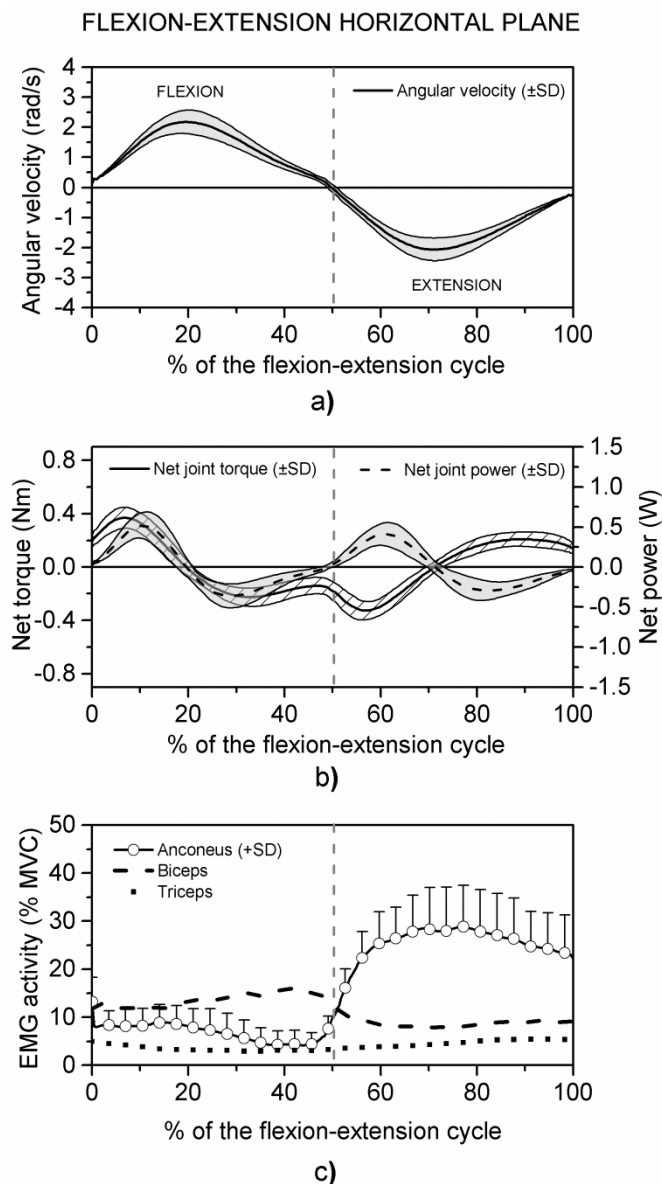 FLEXION-EXTENSION HORIZONTAL PLANE
Angular velocity (rad/s)
4
3
2
1
0
-1
-2
-3
-4
FLEXION
Angular velocity (±SD)
EXTENSION
0 20 40 60 80 100
% of the flexion-extension cycle
a)
Net torque (Nm)
0.8
0.4
0.0
-0.4
-0.8
Net joint torque (±SD)
Net joint power (±SD)
1.5
1.0
0.5
0.0
-0.5
-1.0
-1.5
Net power (W)
0 20 40 60 80 100
% of the flexion-extension cycle
b)
EMG activity (% MVC)
50
40
30
20
10
0
Anconeus (+SD)
Biceps
Triceps
0 20 40 60 80 100
% of the flexion-extension cycle
c)